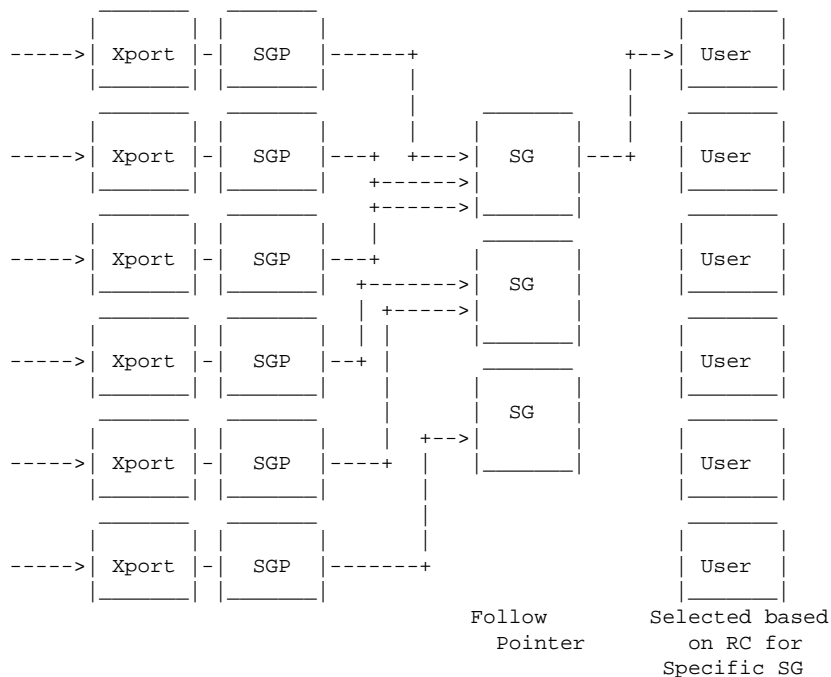 Xport SGP User
Xport SGP SG User
Xport SGP User
SG
Xport SGP User
SG
Xport SGP User
Xport SGP User
Follow Selected based
Pointer on RC for
Specific SG